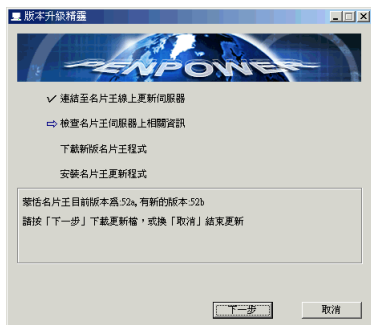 版本升級精靈
PENPOWER
連結至名片王線上更新伺服器
檢查名片王伺服器上相關資訊
下載新版名片王程式
安裝名片王更新程式
蒙恬名片王目前版本為:52a, 有新的版本:52b
請按「下一步」下載更新檔，或換「取消」結束更新
下一步
取消